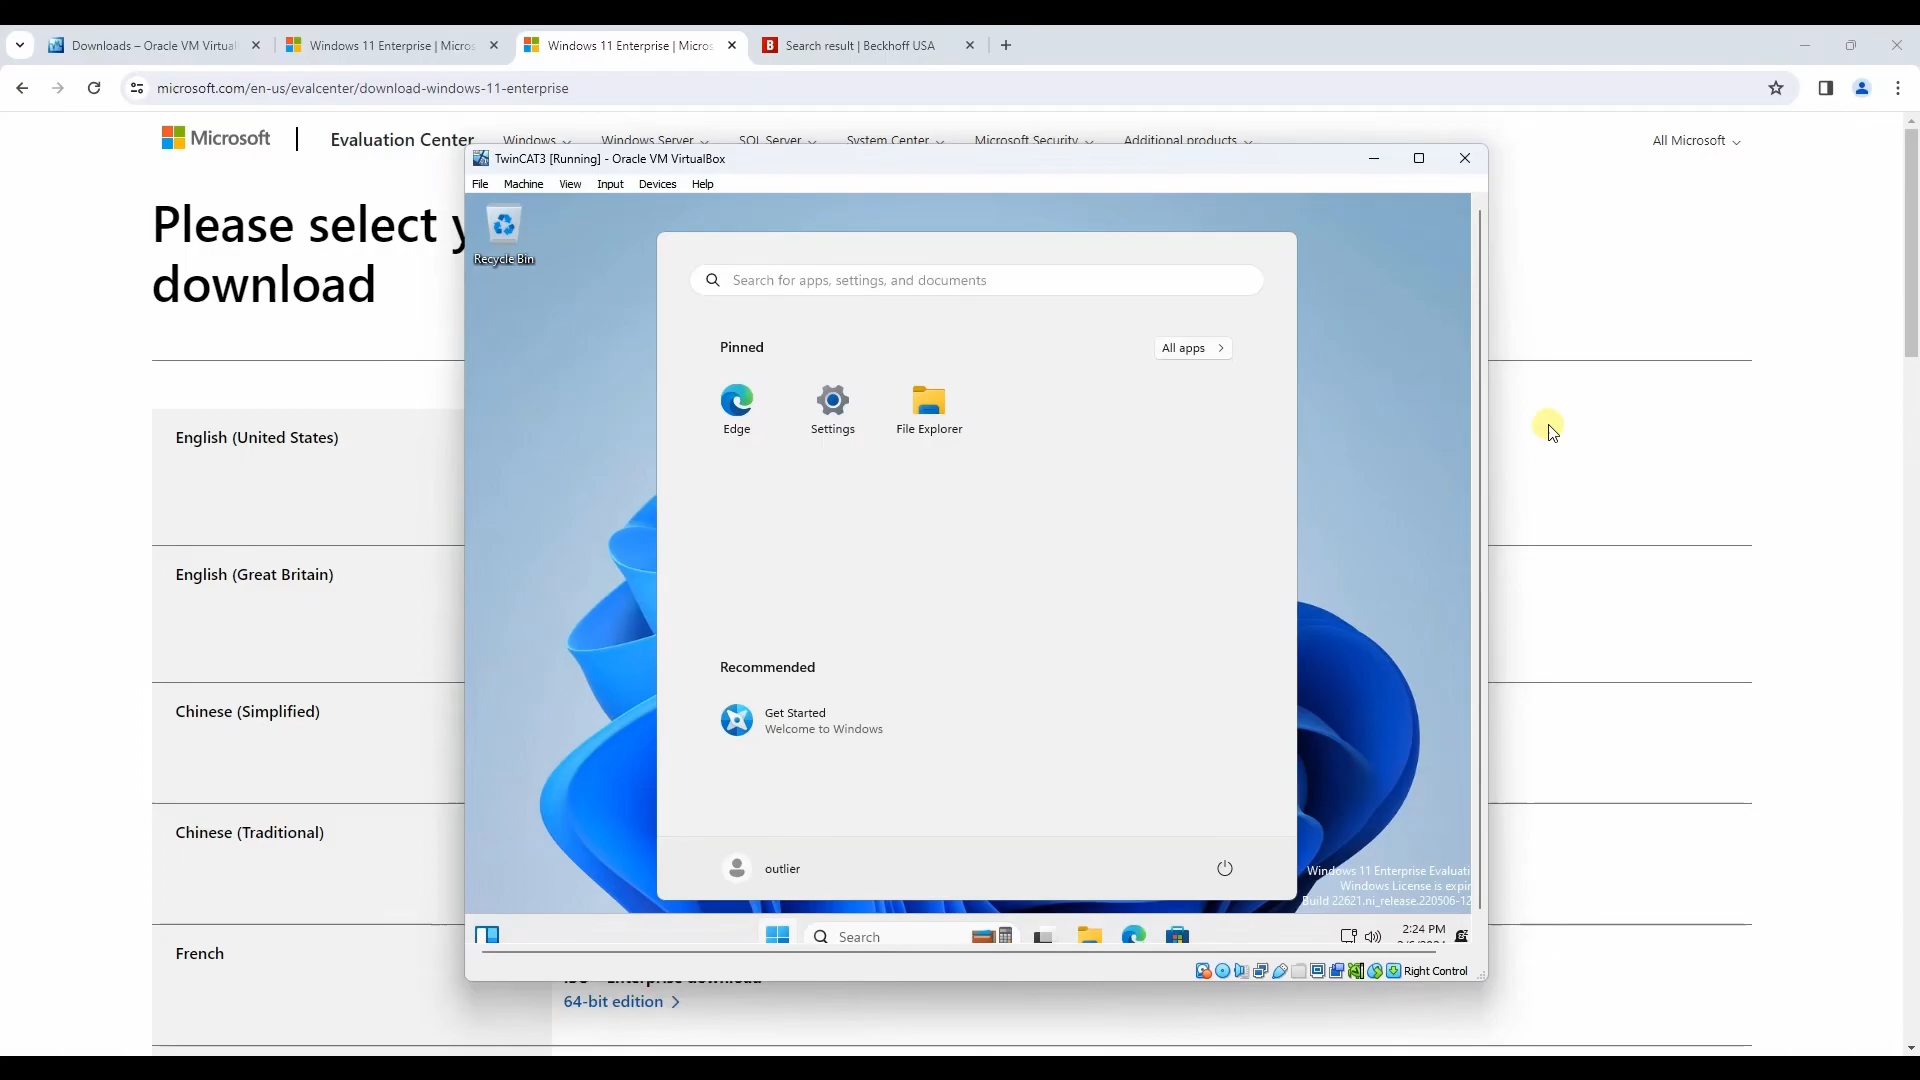 Downloads – Oracle VM Virtual
Windows 11 Enterprise | Micros
Windows 11 Enterprise | Micros
Search result | Beckhoff USA
microsoft.com/en-us/evalcenter/download-windows-11-enterprise
Microsoft
Evaluation Center
Windows
Windows Server
SQL Server
System Center
Microsoft Security
Additional products
All Microsoft
Please select
download
TwinCAT3 [Running] - Oracle VM VirtualBox
File Machine View Input Devices Help
Recycle Bin
Search for apps, settings, and documents
Pinned
All apps
Edge
Settings
File Explorer
Recommended
Get Started
Welcome to Windows
outlier
Windows 11 Enterprise Evaluati
Windows License is expir
Build 22621.ni_release.220506-12
Search
2:24 PM
Right Control
English (United States)
English (Great Britain)
Chinese (Simplified)
Chinese (Traditional)
French
64-bit edition